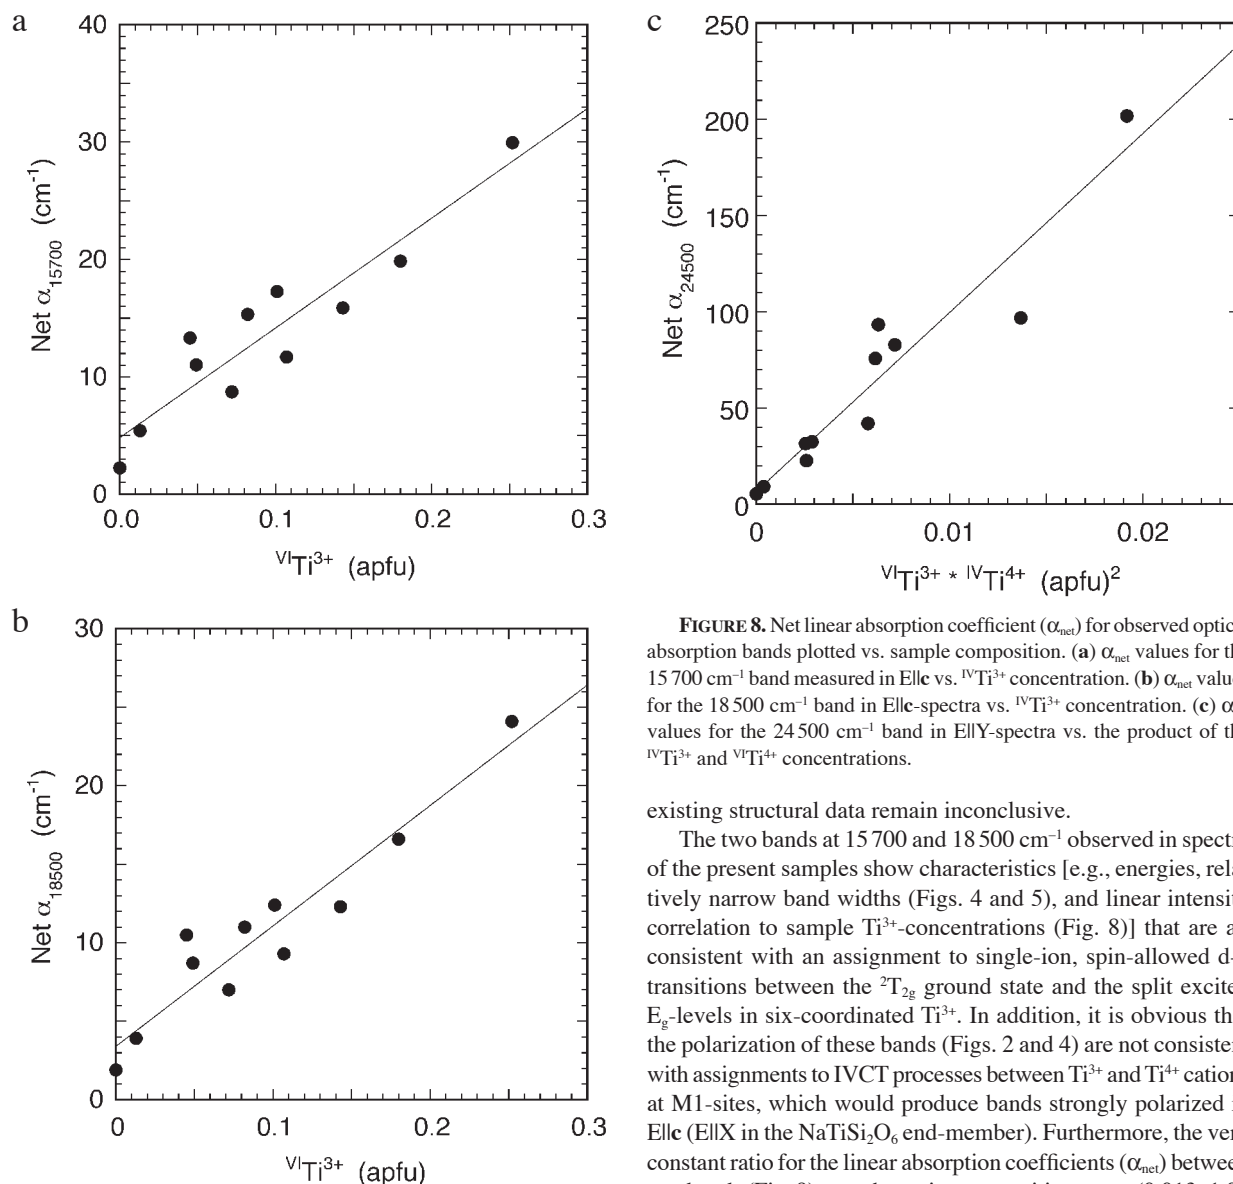 a
40
30
20
10
0
Net α15700 (cm-1)
0.0 0.1 0.2 0.3
VITi3+ (apfu)
b
30
20
10
0
Net α18500 (cm-1)
0 0.1 0.2 0.3
VITi3+ (apfu)
c
250
200
150
100
50
0
Net α24500 (cm-1)
0 0.01 0.02
VITi3+ * IVTi4+ (apfu)2
FIGURE 8. Net linear absorption coefficient (αnet) for observed
absorption bands plotted vs. sample composition. (a) αnet values for
15 700 cm–1 band measured in E||c vs. IVTi3+ concentration. (b) αnet
for the 18 500 cm–1 band in E||c-spectra vs. IVTi3+ concentration. (c)
values for the 24 500 cm–1 band in E||Y-spectra vs. the product of
IVTi3+ and VITi4+ concentrations.
existing structural data remain inconclusive.
The two bands at 15 700 and 18 500 cm–1 observed in
of the present samples show characteristics [e.g., energies, rela-
tively narrow band widths (Figs. 4 and 5), and linear
correlation to sample Ti3+-concentrations (Fig. 8)] that are
consistent with an assignment to single-ion, spin-allowed d-
transitions between the 2T2g ground state and the split
Eg-levels in six-coordinated Ti3+. In addition, it is obvious
the polarization of these bands (Figs. 2 and 4) are not
with assignments to IVCT processes between Ti3+ and Ti4+
at M1-sites, which would produce bands strongly polarized
E||c (E||X in the NaTiSi2O6 end-member). Furthermore, the
constant ratio for the linear absorption coefficients (αnet)